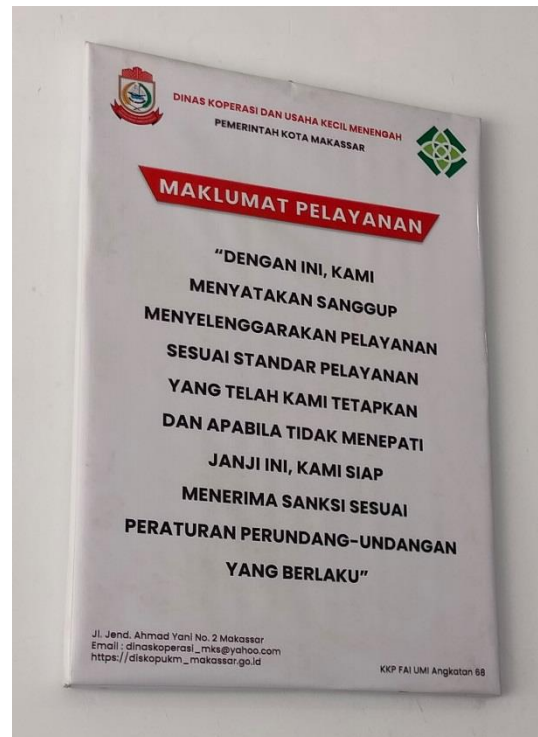 DINAS KOPERASI DAN USAHA KECIL MENENGAH
PEMERINTAH KOTA MAKASSAR
MAKLUMAT PELAYANAN
“DENGAN INI, KAMI
MENYATAKAN SANGGUP
MENYELENGGARAKAN PELAYANAN
SESUAI STANDAR PELAYANAN
YANG TELAH KAMI TETAPKAN
DAN APABILA TIDAK MENEPATI
JANJI INI, KAMI SIAP
MENERIMA SANKSI SESUAI
PERATURAN PERUNDANG-UNDANGAN
YANG BERLAKU”
Jl. Jend. Ahmad Yani No. 2 Makassar
Email : dinaskoperasi_mks@yahoo.com
https://diskopukm_makassar.go.id
KKP FAI UMI Angkatan 68